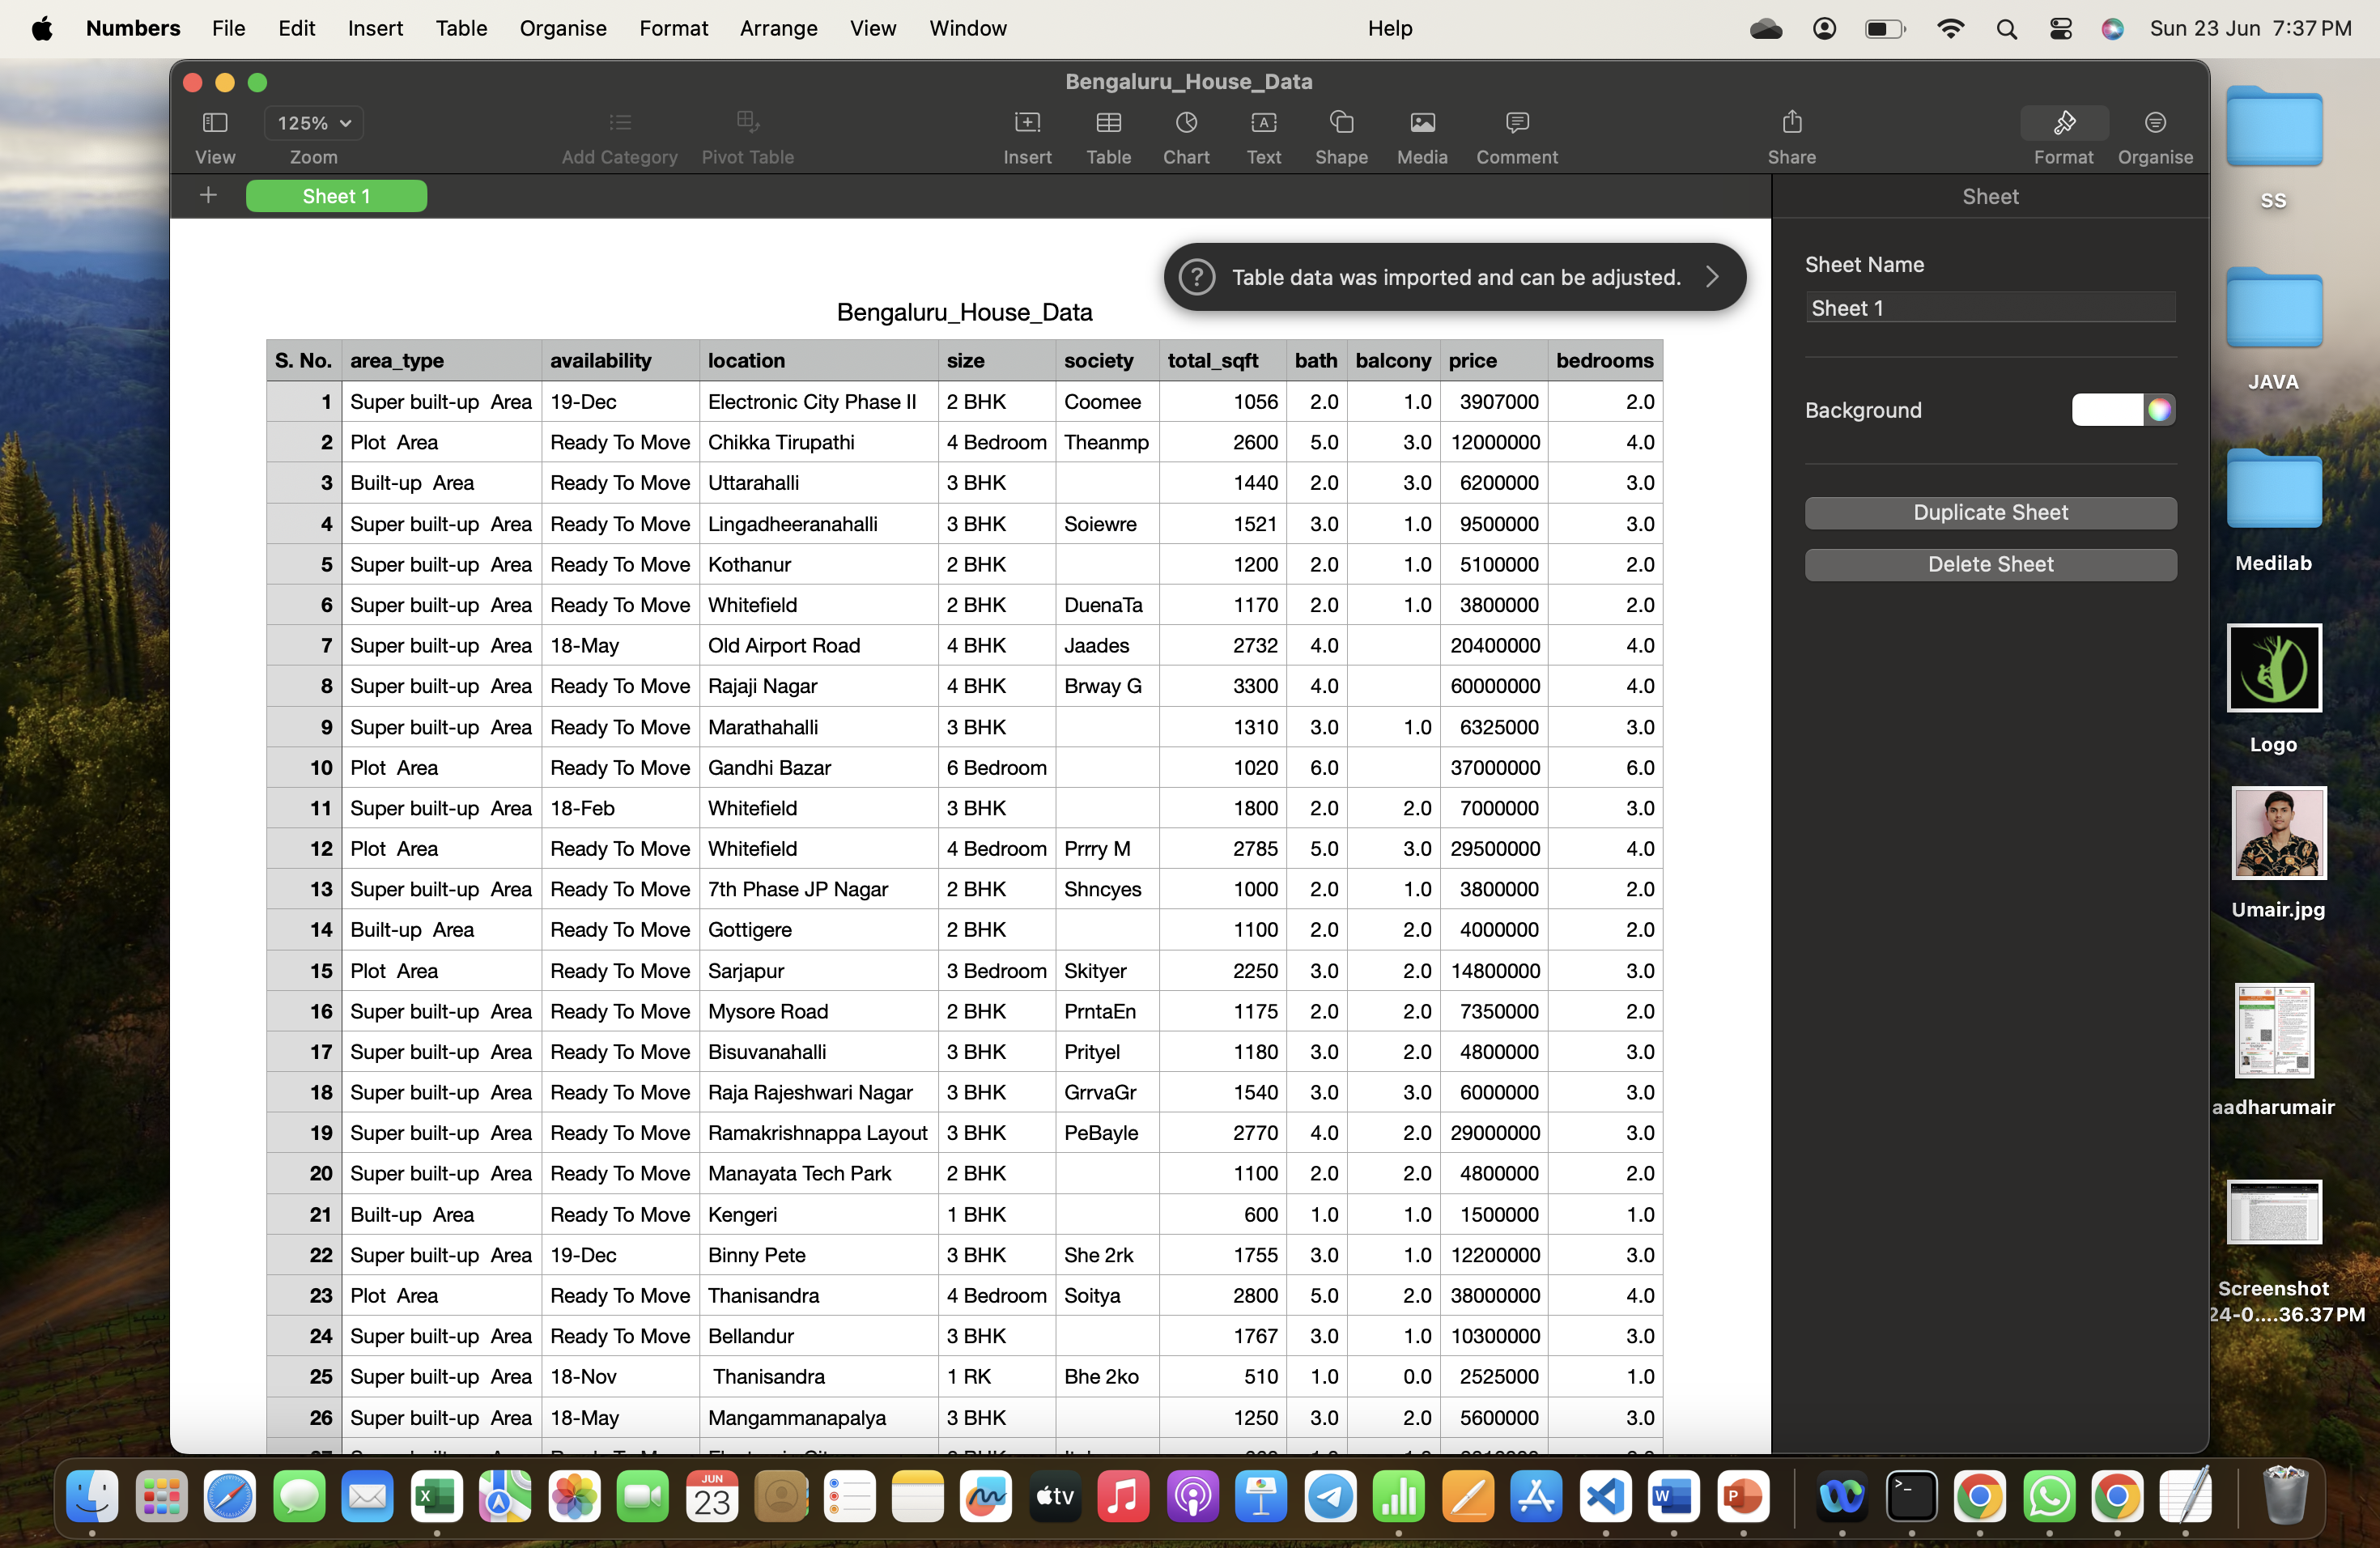 Numbers File Edit Insert Table Organise Format Arrange View Window Help Sun 23 Jun 7:37 PM
Bengaluru_House_Data
125%
View Zoom Add Category Pivot Table Insert Table Chart Text Shape Media Comment Share Format Organise
Sheet 1
Table data was imported and can be adjusted.
Bengaluru_House_Data
S. No. area_type availability location size society total_sqft bath balcony price bedrooms
1 Super built-up Area 19-Dec Electronic City Phase II 2 BHK Coomee 1056 2.0 1.0 3907000 2.0
2 Plot Area Ready To Move Chikka Tirupathi 4 Bedroom Theanmp 2600 5.0 3.0 12000000 4.0
3 Built-up Area Ready To Move Uttarahalli 3 BHK 1440 2.0 3.0 6200000 3.0
4 Super built-up Area Ready To Move Lingadheeranahalli 3 BHK Soiewre 1521 3.0 1.0 9500000 3.0
5 Super built-up Area Ready To Move Kothanur 2 BHK 1200 2.0 1.0 5100000 2.0
6 Super built-up Area Ready To Move Whitefield 2 BHK DuenaTa 1170 2.0 1.0 3800000 2.0
7 Super built-up Area 18-May Old Airport Road 4 BHK Jaades 2732 4.0 20400000 4.0
8 Super built-up Area Ready To Move Rajaji Nagar 4 BHK Brway G 3300 4.0 60000000 4.0
9 Super built-up Area Ready To Move Marathahalli 3 BHK 1310 3.0 1.0 6325000 3.0
10 Plot Area Ready To Move Gandhi Bazar 6 Bedroom 1020 6.0 37000000 6.0
11 Super built-up Area 18-Feb Whitefield 3 BHK 1800 2.0 2.0 7000000 3.0
12 Plot Area Ready To Move Whitefield 4 Bedroom Prrry M 2785 5.0 3.0 29500000 4.0
13 Super built-up Area Ready To Move 7th Phase JP Nagar 2 BHK Shncyes 1000 2.0 1.0 3800000 2.0
14 Built-up Area Ready To Move Gottigere 2 BHK 1100 2.0 2.0 4000000 2.0
15 Plot Area Ready To Move Sarjapur 3 Bedroom Skityer 2250 3.0 2.0 14800000 3.0
16 Super built-up Area Ready To Move Mysore Road 2 BHK PrntaEn 1175 2.0 2.0 7350000 2.0
17 Super built-up Area Ready To Move Bisuvanahalli 3 BHK Prityel 1180 3.0 2.0 4800000 3.0
18 Super built-up Area Ready To Move Raja Rajeshwari Nagar 3 BHK GrrvaGr 1540 3.0 3.0 6000000 3.0
19 Super built-up Area Ready To Move Ramakrishnappa Layout 3 BHK PeBayle 2770 4.0 2.0 29000000 3.0
20 Super built-up Area Ready To Move Manayata Tech Park 2 BHK 1100 2.0 2.0 4800000 2.0
21 Built-up Area Ready To Move Kengeri 1 BHK 600 1.0 1.0 1500000 1.0
22 Super built-up Area 19-Dec Binny Pete 3 BHK She 2rk 1755 3.0 1.0 12200000 3.0
23 Plot Area Ready To Move Thanisandra 4 Bedroom Soitya 2800 5.0 2.0 38000000 4.0
24 Super built-up Area Ready To Move Bellandur 3 BHK 1767 3.0 1.0 10300000 3.0
25 Super built-up Area 18-Nov Thanisandra 1 RK Bhe 2ko 510 1.0 0.0 2525000 1.0
26 Super built-up Area 18-May Mangammanapalya 3 BHK 1250 3.0 2.0 5600000 3.0
Sheet
Sheet Name
Sheet 1
Background
Duplicate Sheet
Delete Sheet
SS
JAVA
Medilab
Logo
Umair.jpg
aadharumair
Screenshot
24-0....36.37 PM
JUN
23
tv